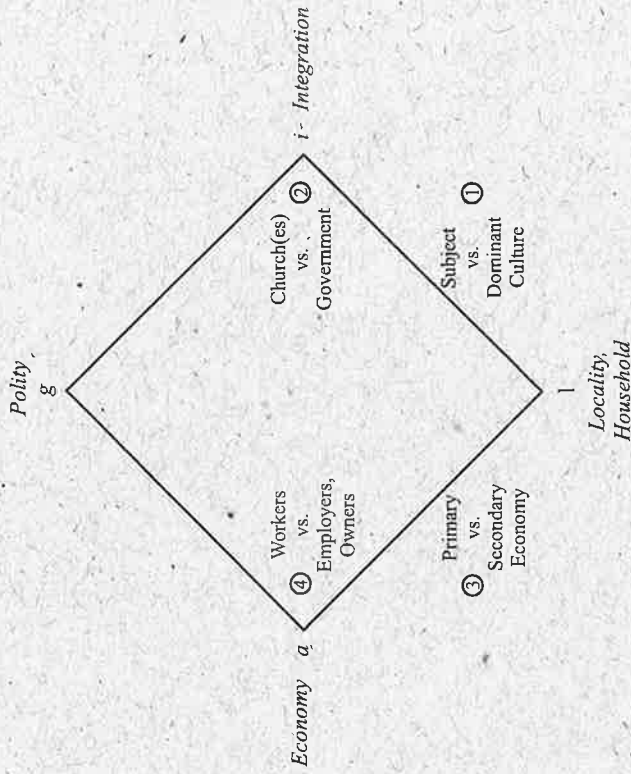 Polity
g
i - Integration
Church(es)
vs.
Government
②
Workers
vs.
Employers,
Owners
④
Economy a
Subject
vs.
Dominant
Culture
①
Primary
vs.
Secondary
Economy
③
l
Locality,
Household